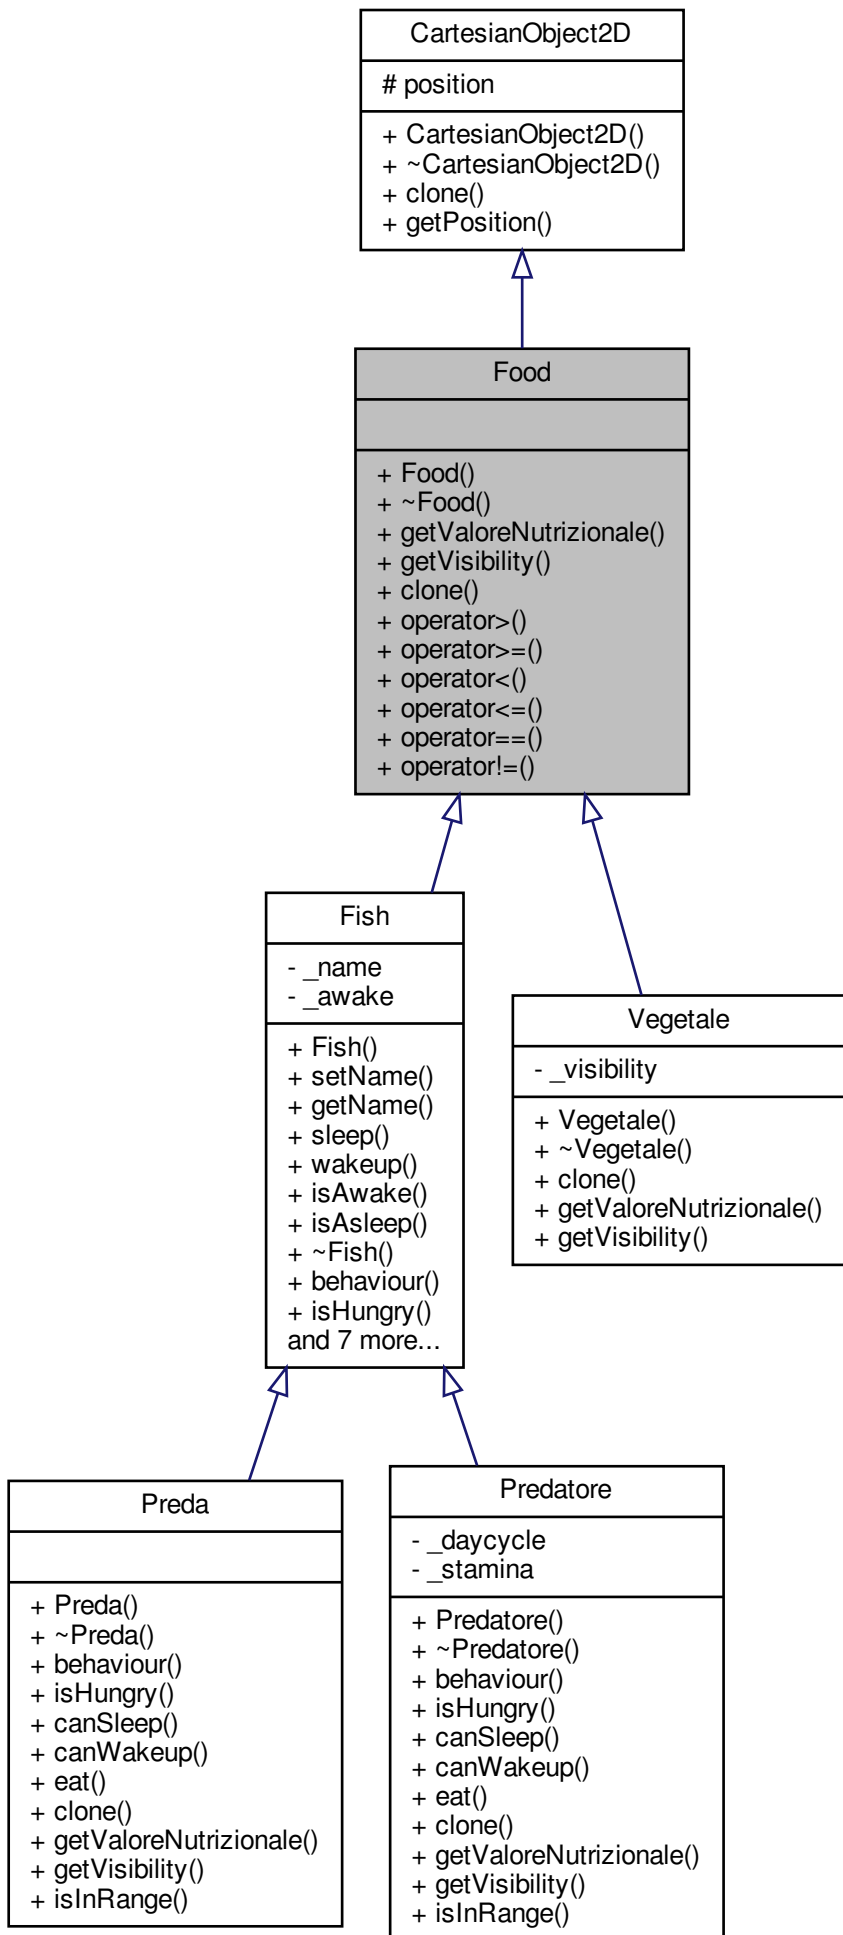 CartesianObject2D
# position
+ CartesianObject2D()
+ ~CartesianObject2D()
+ clone()
+ getPosition()
Food
+ Food()
+ ~Food()
+ getValoreNutrizionale()
+ getVisibility()
+ clone()
+ operator>()
+ operator>=()
+ operator<()
+ operator<=()
+ operator==()
+ operator!=()
Fish
- _name
- _awake
+ Fish()
+ setName()
+ getName()
+ sleep()
+ wakeup()
+ isAwake()
+ isAsleep()
+ ~Fish()
+ behaviour()
+ isHungry()
and 7 more...
Vegetale
- _visibility
+ Vegetale()
+ ~Vegetale()
+ clone()
+ getValoreNutrizionale()
+ getVisibility()
Preda
+ Preda()
+ ~Preda()
+ behaviour()
+ isHungry()
+ canSleep()
+ canWakeup()
+ eat()
+ clone()
+ getValoreNutrizionale()
+ getVisibility()
+ isInRange()
Predatore
- _daycycle
- _stamina
+ Predatore()
+ ~Predatore()
+ behaviour()
+ isHungry()
+ canSleep()
+ canWakeup()
+ eat()
+ clone()
+ getValoreNutrizionale()
+ getVisibility()
+ isInRange()